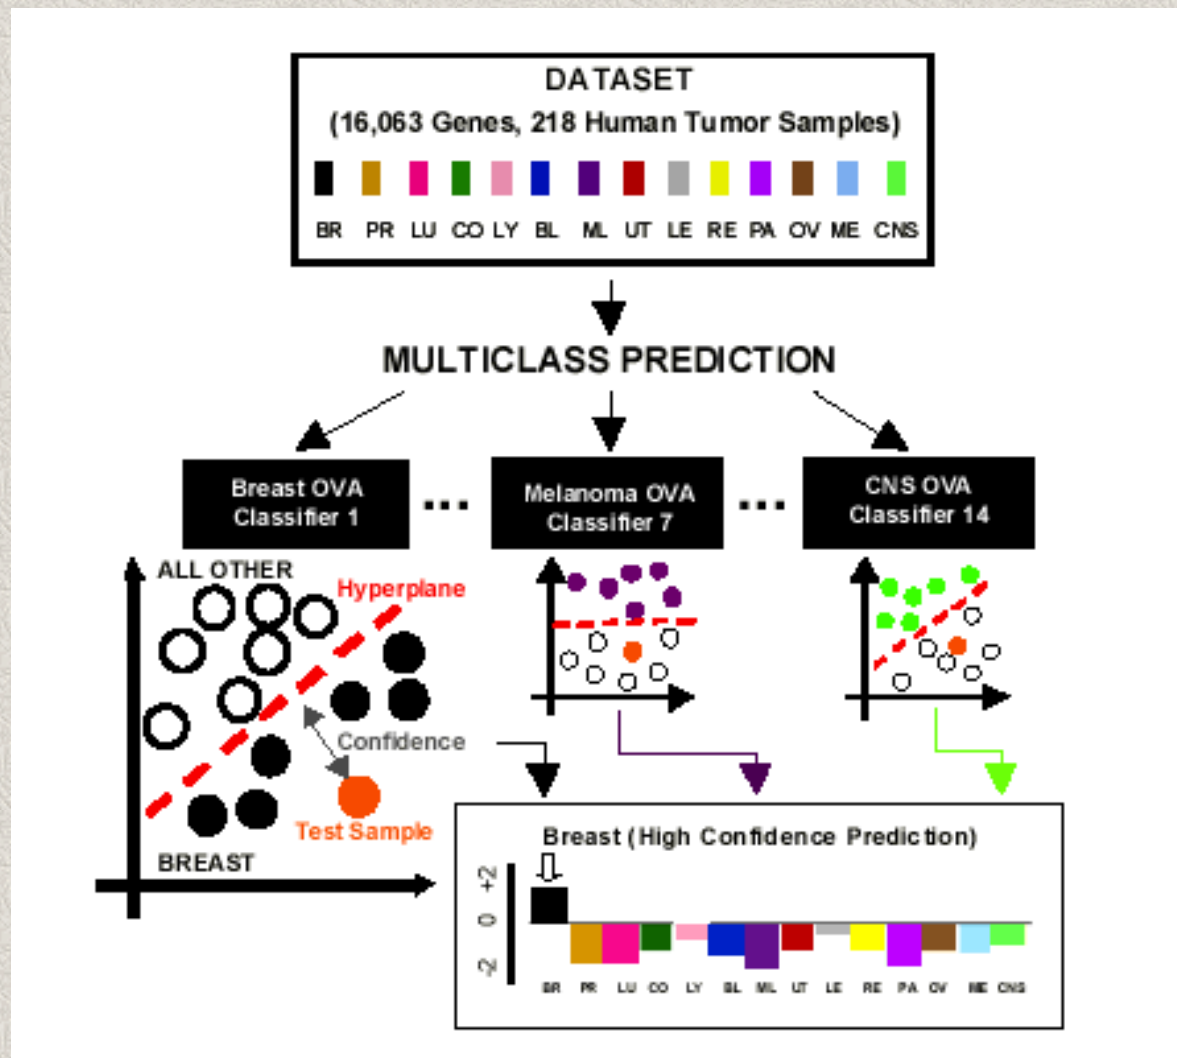 DATASET
(16,063 Genes, 218 Human Tumor Samples)
BR PR LU CO LY BL ML UT LE RE PA OV ME CNS
MULTICLASS PREDICTION
Breast OVA
Classifier 1
...
Melanoma OVA
Classifier 7
...
CNS OVA
Classifier 14
ALL OTHER
Hyperplane
Confidence
Test Sample
BREAST
Breast (High Confidence Prediction)
+2
0
-2
BR PR LU CO LY BL ML UT LE RE PA OV ME CNS